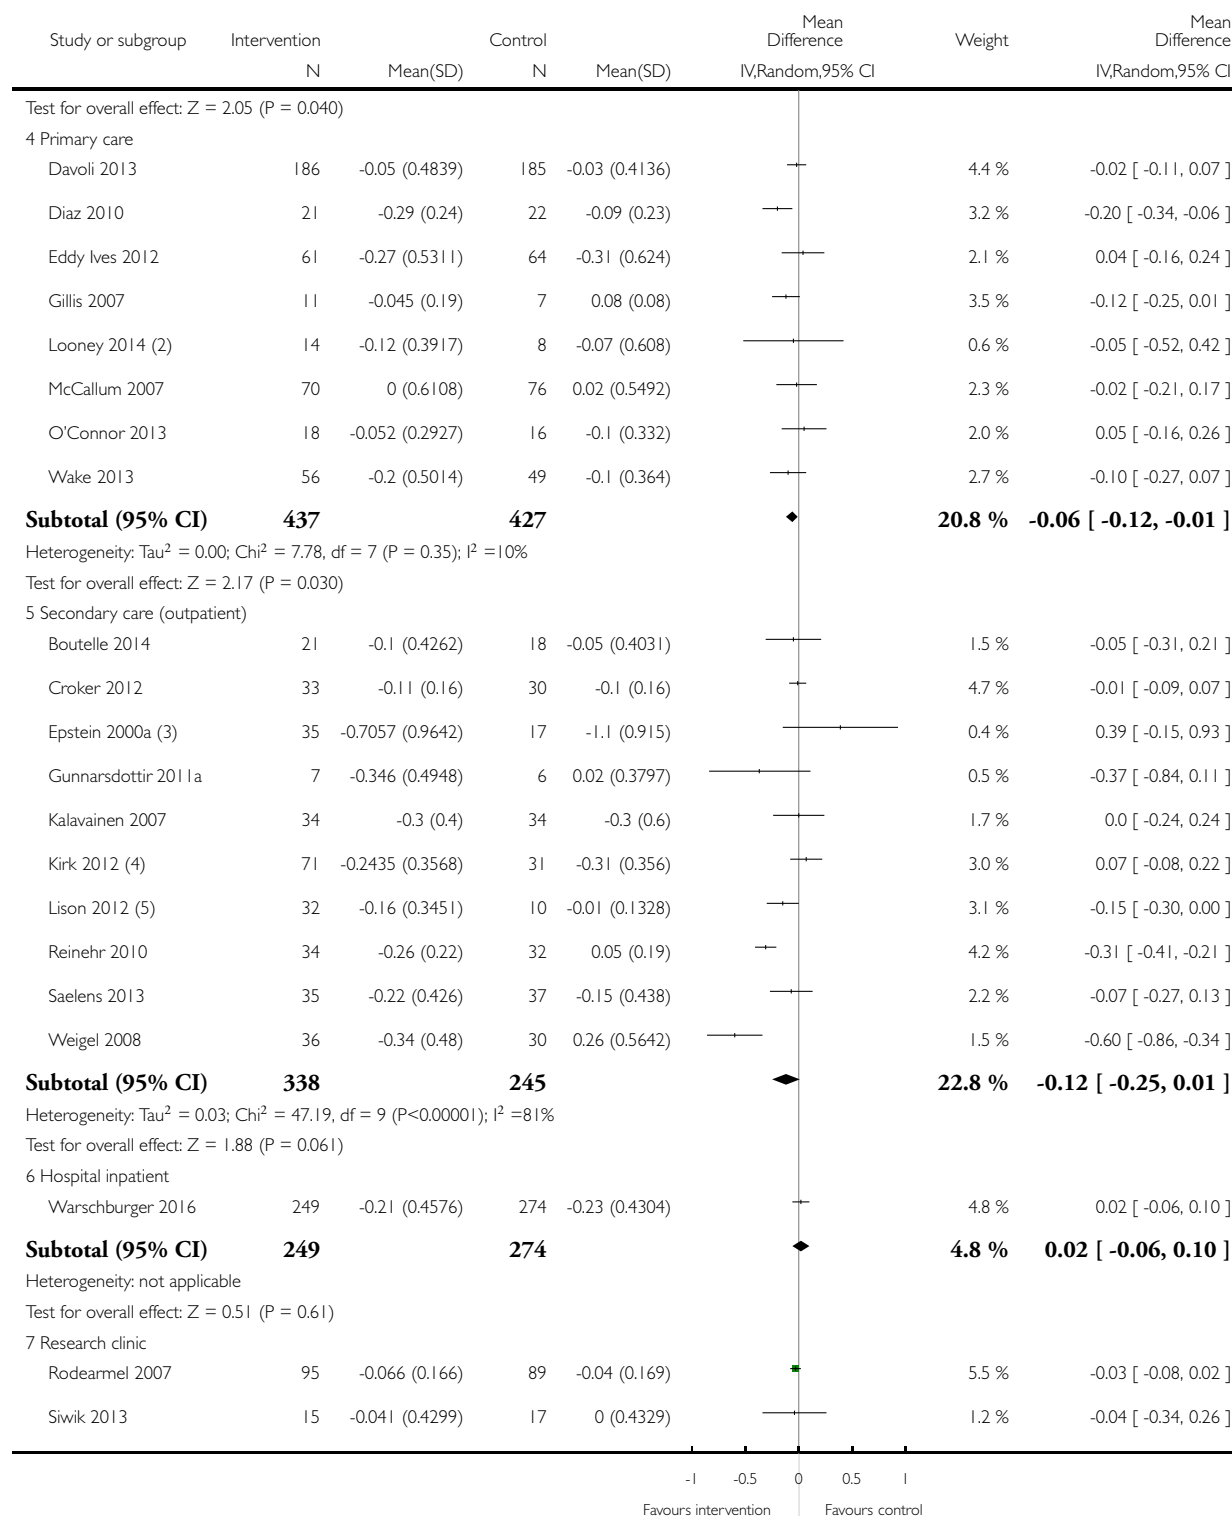 Study or subgroup Intervention Control Mean Difference Weight Mean Difference
N Mean(SD) N Mean(SD) IV,Random,95% CI IV,Random,95% CI
Test for overall effect: Z = 2.05 (P = 0.040)
4 Primary care
Davoli 2013 186 -0.05 (0.4839) 185 -0.03 (0.4136) 4.4 % -0.02 [ -0.11, 0.07 ]
Diaz 2010 21 -0.29 (0.24) 22 -0.09 (0.23) 3.2 % -0.20 [ -0.34, -0.06 ]
Eddy Ives 2012 61 -0.27 (0.5311) 64 -0.31 (0.624) 2.1 % 0.04 [ -0.16, 0.24 ]
Gillis 2007 11 -0.045 (0.19) 7 0.08 (0.08) 3.5 % -0.12 [ -0.25, 0.01 ]
Looney 2014 (2) 14 -0.12 (0.3917) 8 -0.07 (0.608) 0.6 % -0.05 [ -0.52, 0.42 ]
McCallum 2007 70 0 (0.6108) 76 0.02 (0.5492) 2.3 % -0.02 [ -0.21, 0.17 ]
O'Connor 2013 18 -0.052 (0.2927) 16 -0.1 (0.332) 2.0 % 0.05 [ -0.16, 0.26 ]
Wake 2013 56 -0.2 (0.5014) 49 -0.1 (0.364) 2.7 % -0.10 [ -0.27, 0.07 ]
Subtotal (95% CI) 437 427 20.8 % -0.06 [ -0.12, -0.01 ]
Heterogeneity: Tau² = 0.00; Chi² = 7.78, df = 7 (P = 0.35); I² =10%
Test for overall effect: Z = 2.17 (P = 0.030)
5 Secondary care (outpatient)
Boutelle 2014 21 -0.1 (0.4262) 18 -0.05 (0.4031) 1.5 % -0.05 [ -0.31, 0.21 ]
Croker 2012 33 -0.11 (0.16) 30 -0.1 (0.16) 4.7 % -0.01 [ -0.09, 0.07 ]
Epstein 2000a (3) 35 -0.7057 (0.9642) 17 -1.1 (0.915) 0.4 % 0.39 [ -0.15, 0.93 ]
Gunnarsdottir 2011a 7 -0.346 (0.4948) 6 0.02 (0.3797) 0.5 % -0.37 [ -0.84, 0.11 ]
Kalavainen 2007 34 -0.3 (0.4) 34 -0.3 (0.6) 1.7 % 0.0 [ -0.24, 0.24 ]
Kirk 2012 (4) 71 -0.2435 (0.3568) 31 -0.31 (0.356) 3.0 % 0.07 [ -0.08, 0.22 ]
Lison 2012 (5) 32 -0.16 (0.3451) 10 -0.01 (0.1328) 3.1 % -0.15 [ -0.30, 0.00 ]
Reinehr 2010 34 -0.26 (0.22) 32 0.05 (0.19) 4.2 % -0.31 [ -0.41, -0.21 ]
Saelens 2013 35 -0.22 (0.426) 37 -0.15 (0.438) 2.2 % -0.07 [ -0.27, 0.13 ]
Weigel 2008 36 -0.34 (0.48) 30 0.26 (0.5642) 1.5 % -0.60 [ -0.86, -0.34 ]
Subtotal (95% CI) 338 245 22.8 % -0.12 [ -0.25, 0.01 ]
Heterogeneity: Tau² = 0.03; Chi² = 47.19, df = 9 (P<0.00001); I² =81%
Test for overall effect: Z = 1.88 (P = 0.061)
6 Hospital inpatient
Warschburger 2016 249 -0.21 (0.4576) 274 -0.23 (0.4304) 4.8 % 0.02 [ -0.06, 0.10 ]
Subtotal (95% CI) 249 274 4.8 % 0.02 [ -0.06, 0.10 ]
Heterogeneity: not applicable
Test for overall effect: Z = 0.51 (P = 0.61)
7 Research clinic
Rodearmel 2007 95 -0.066 (0.166) 89 -0.04 (0.169) 5.5 % -0.03 [ -0.08, 0.02 ]
Siwik 2013 15 -0.041 (0.4299) 17 0 (0.4329) 1.2 % -0.04 [ -0.34, 0.26 ]
-1 -0.5 0 0.5 1
Favours intervention Favours control